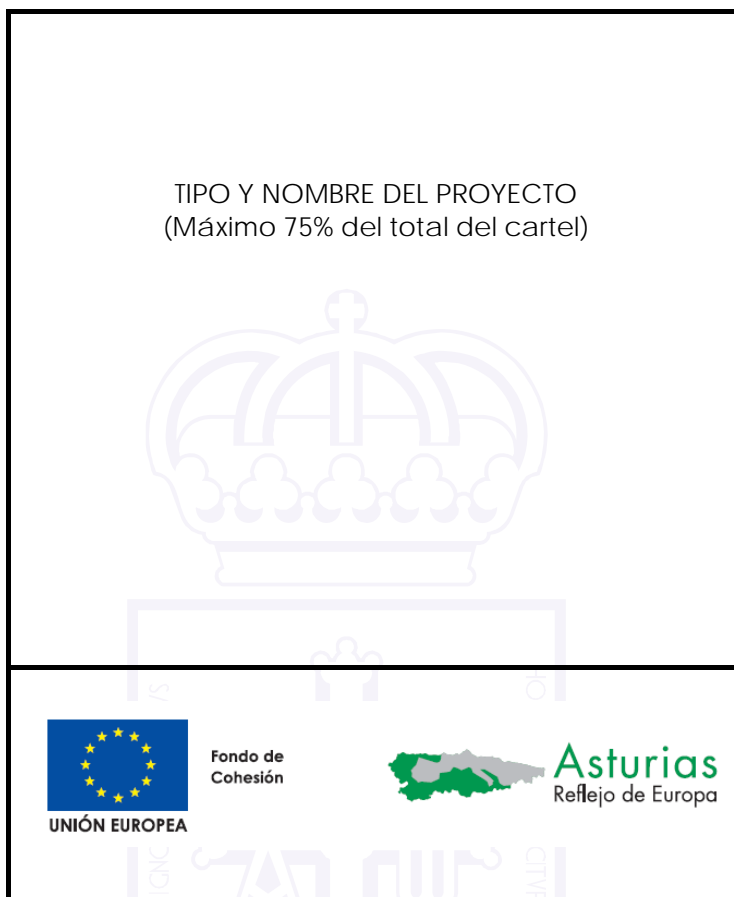 TIPO Y NOMBRE DEL PROYECTO
(Máximo 75% del total del cartel)
Fondo de
Cohesión
UNIÓN EUROPEA
Asturias
Reflejo de Europa